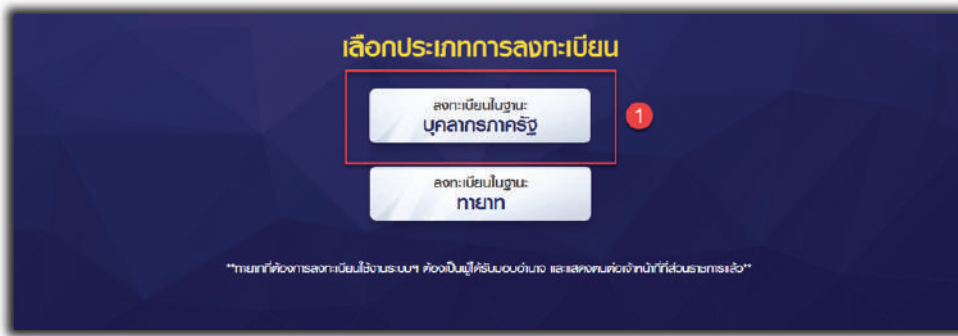 เลือกประเภทการลงทะเบียน
ลงทะเบียนในฐานะ
บุคลากรภาครัฐ
1
ลงทะเบียนในฐานะ
ทายาท
**ทายาทที่ต้องการลงทะเบียนใช้งานระบบฯ ต้องเป็นผู้ได้รับมอบอำนาจ และแสดงตนต่อเจ้าหน้าที่ที่ส่วนราชการแล้ว**